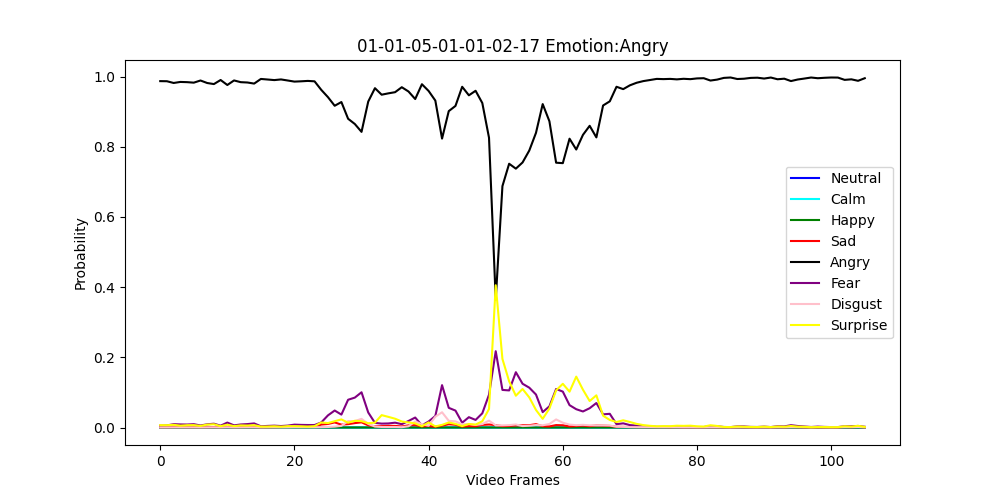 01-01-05-01-01-02-17 Emotion:Angry
1.0
0.8
0.6
0.4
0.2
0.0
Probability
0 20 40 60 80 100
Video Frames
Neutral
Calm
Happy
Sad
Angry
Fear
Disgust
Surprise